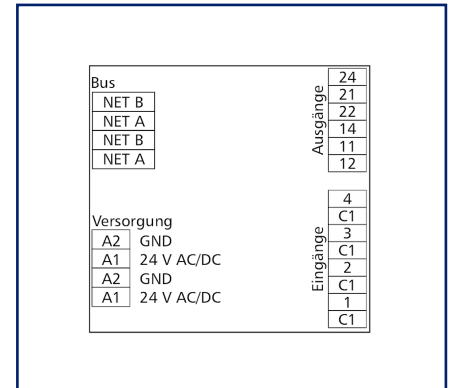 Bus
NET B
NET A
NET B
NET A
Versorgung
A2 GND
A1 24 V AC/DC
A2 GND
A1 24 V AC/DC
Ausgänge
24
21
22
14
11
12
Eingänge
4
C1
3
C1
2
C1
1
C1